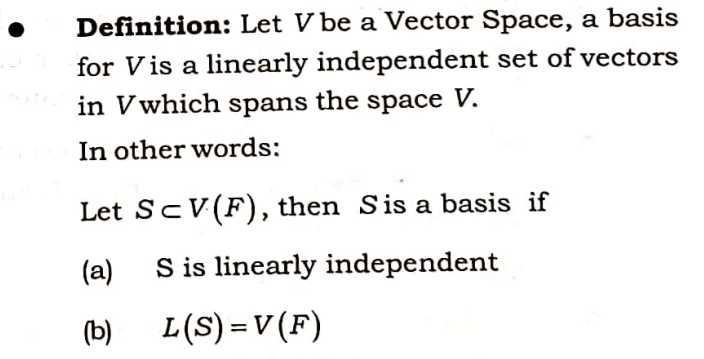 • Definition: Let V be a Vector Space, a basis
for V is a linearly independent set of vectors
in V which spans the space V.
In other words:
Let S ⊂ V(F), then S is a basis if
(a) S is linearly independent
(b) L(S) = V(F)